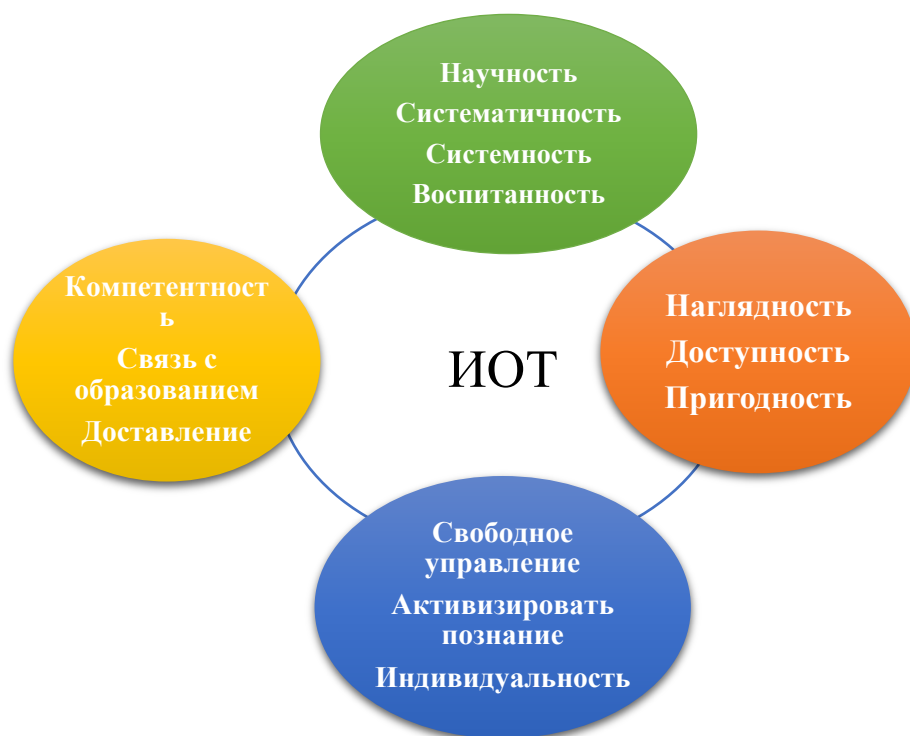 Научность
Систематичность
Системность
Воспитанность
Компетентност
ь
Связь с
образованием
Доставление
ИОТ
Наглядность
Доступность
Пригодность
Свободное
управление
Активизировать
познание
Индивидуальность